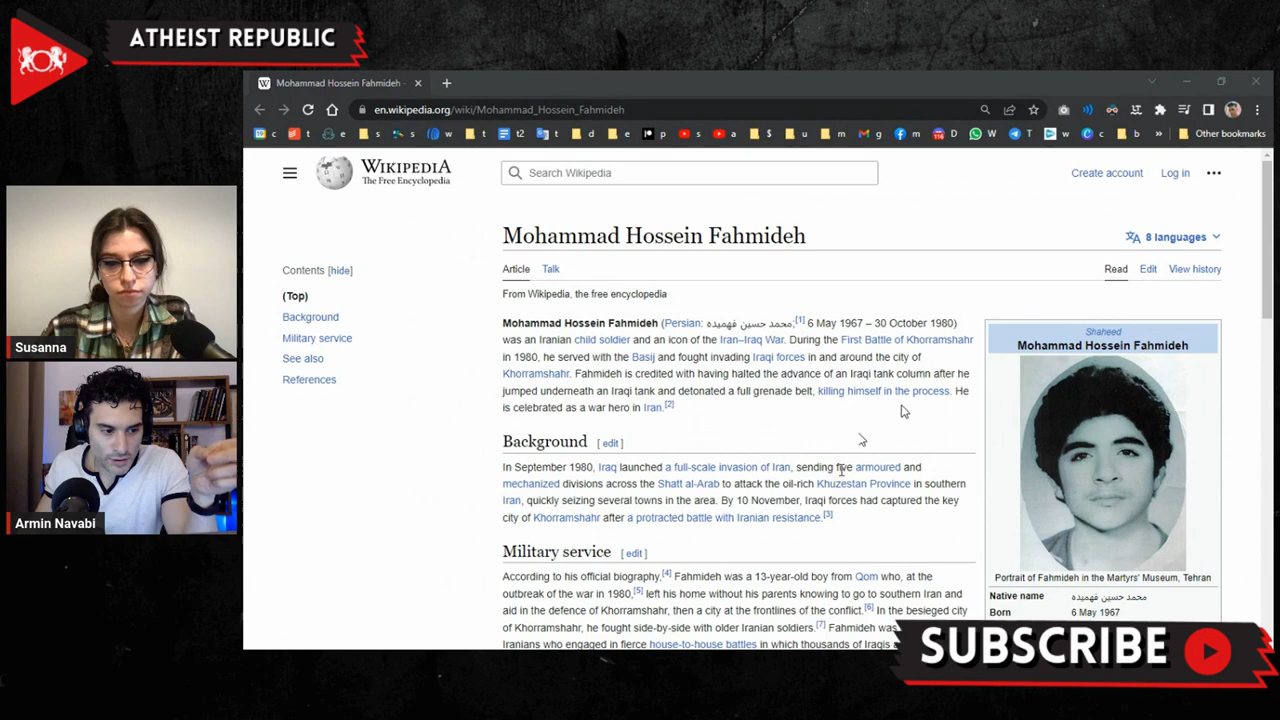 ATHEIST REPUBLIC
Mohammad Hossein Fahmideh -
en.wikipedia.org/wiki/Mohammad_Hossein_Fahmideh
c t e s s w t t2 t d e p s a $ u m g m D W T w c b » Other bookmarks
WIKIPEDIA
The Free Encyclopedia
Search Wikipedia
Create account Log in
Mohammad Hossein Fahmideh
8 languages
Article Talk Read Edit View history
From Wikipedia, the free encyclopedia
Contents [hide]
(Top)
Background
Military service
See also
References
Mohammad Hossein Fahmideh (Persian: محمد حسین فهمیده;[1] 6 May 1967 – 30 October 1980)
was an Iranian child soldier and an icon of the Iran–Iraq War. During the First Battle of Khorramshahr
in 1980, he served with the Basij and fought invading Iraqi forces in and around the city of
Khorramshahr. Fahmideh is credited with having halted the advance of an Iraqi tank column after he
jumped underneath an Iraqi tank and detonated a full grenade belt, killing himself in the process. He
is celebrated as a war hero in Iran.[2]
Background [ edit ]
In September 1980, Iraq launched a full-scale invasion of Iran, sending five armoured and
mechanized divisions across the Shatt al-Arab to attack the oil-rich Khuzestan Province in southern
Iran, quickly seizing several towns in the area. By 10 November, Iraqi forces had captured the key
city of Khorramshahr after a protracted battle with Iranian resistance.[3]
Military service [ edit ]
According to his official biography,[4] Fahmideh was a 13-year-old boy from Qom who, at the
outbreak of the war in 1980,[5] left his home without his parents knowing to go to southern Iran and
aid in the defence of Khorramshahr, then a city at the frontlines of the conflict.[6] In the besieged city
of Khorramshahr, he fought side-by-side with older Iranian soldiers.[7] Fahmideh was
Iranians who engaged in fierce house-to-house battles in which thousands of Iraqis
Shaheed
Mohammad Hossein Fahmideh
Portrait of Fahmideh in the Martyrs' Museum, Tehran
Native name محمد حسین فهمیده
Born 6 May 1967
Susanna
Armin Navabi
SUBSCRIBE